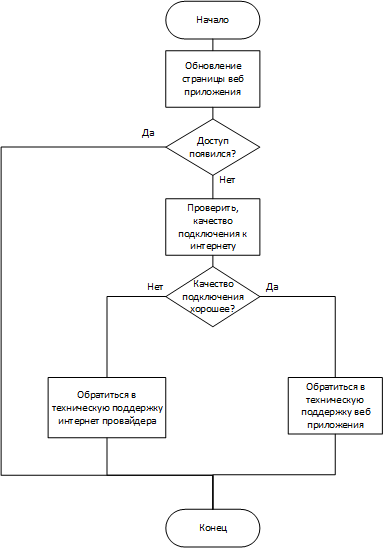 Начало
Обновление
страницы веб
приложения
Да
Доступ
появился?
Нет
Проверить,
качество
подключения к
интернету
Нет
Качество
подключения
хорошее?
Да
Обратиться в
техническую поддержку
интернет провайдера
Обратиться в
техническую
поддержку веб
приложения
Конец